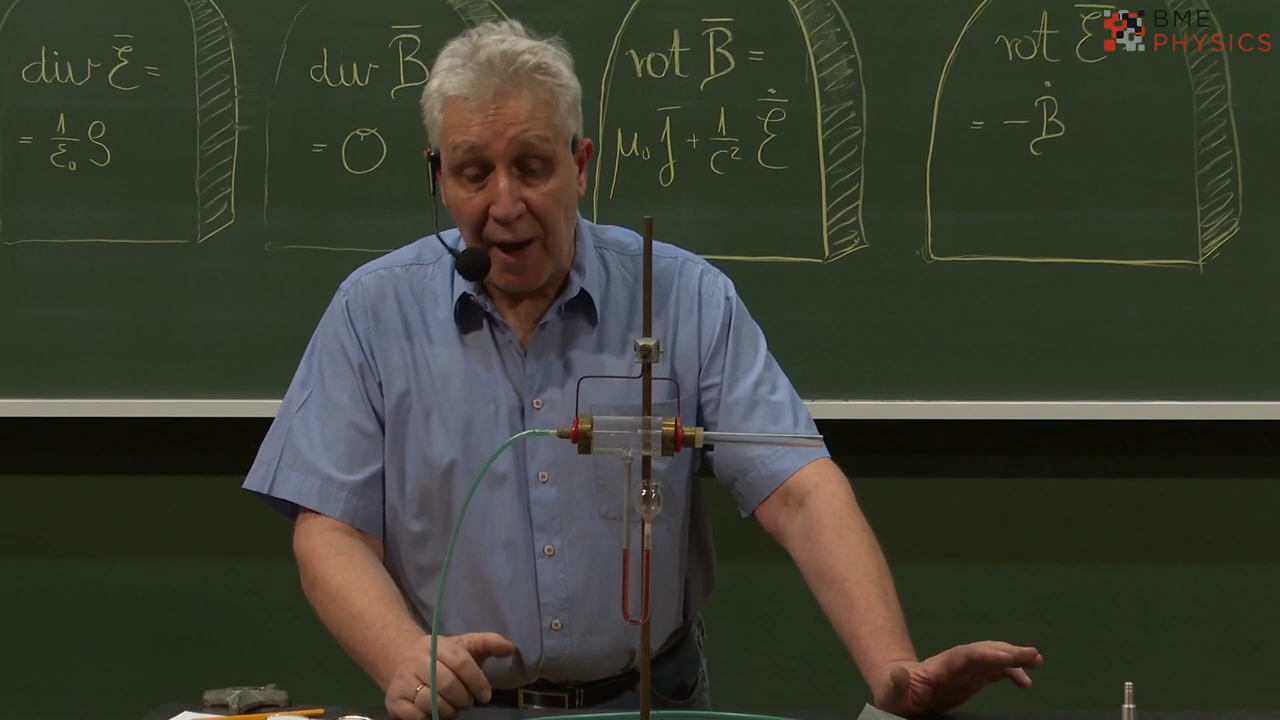 div Ē =
= 1/ε₀ ρ
div B̄
= 0
rot B̄ =
μ₀ j̄ + 1/c² Ē̇
rot Ē
= -Ḃ
BME
PHYSICS